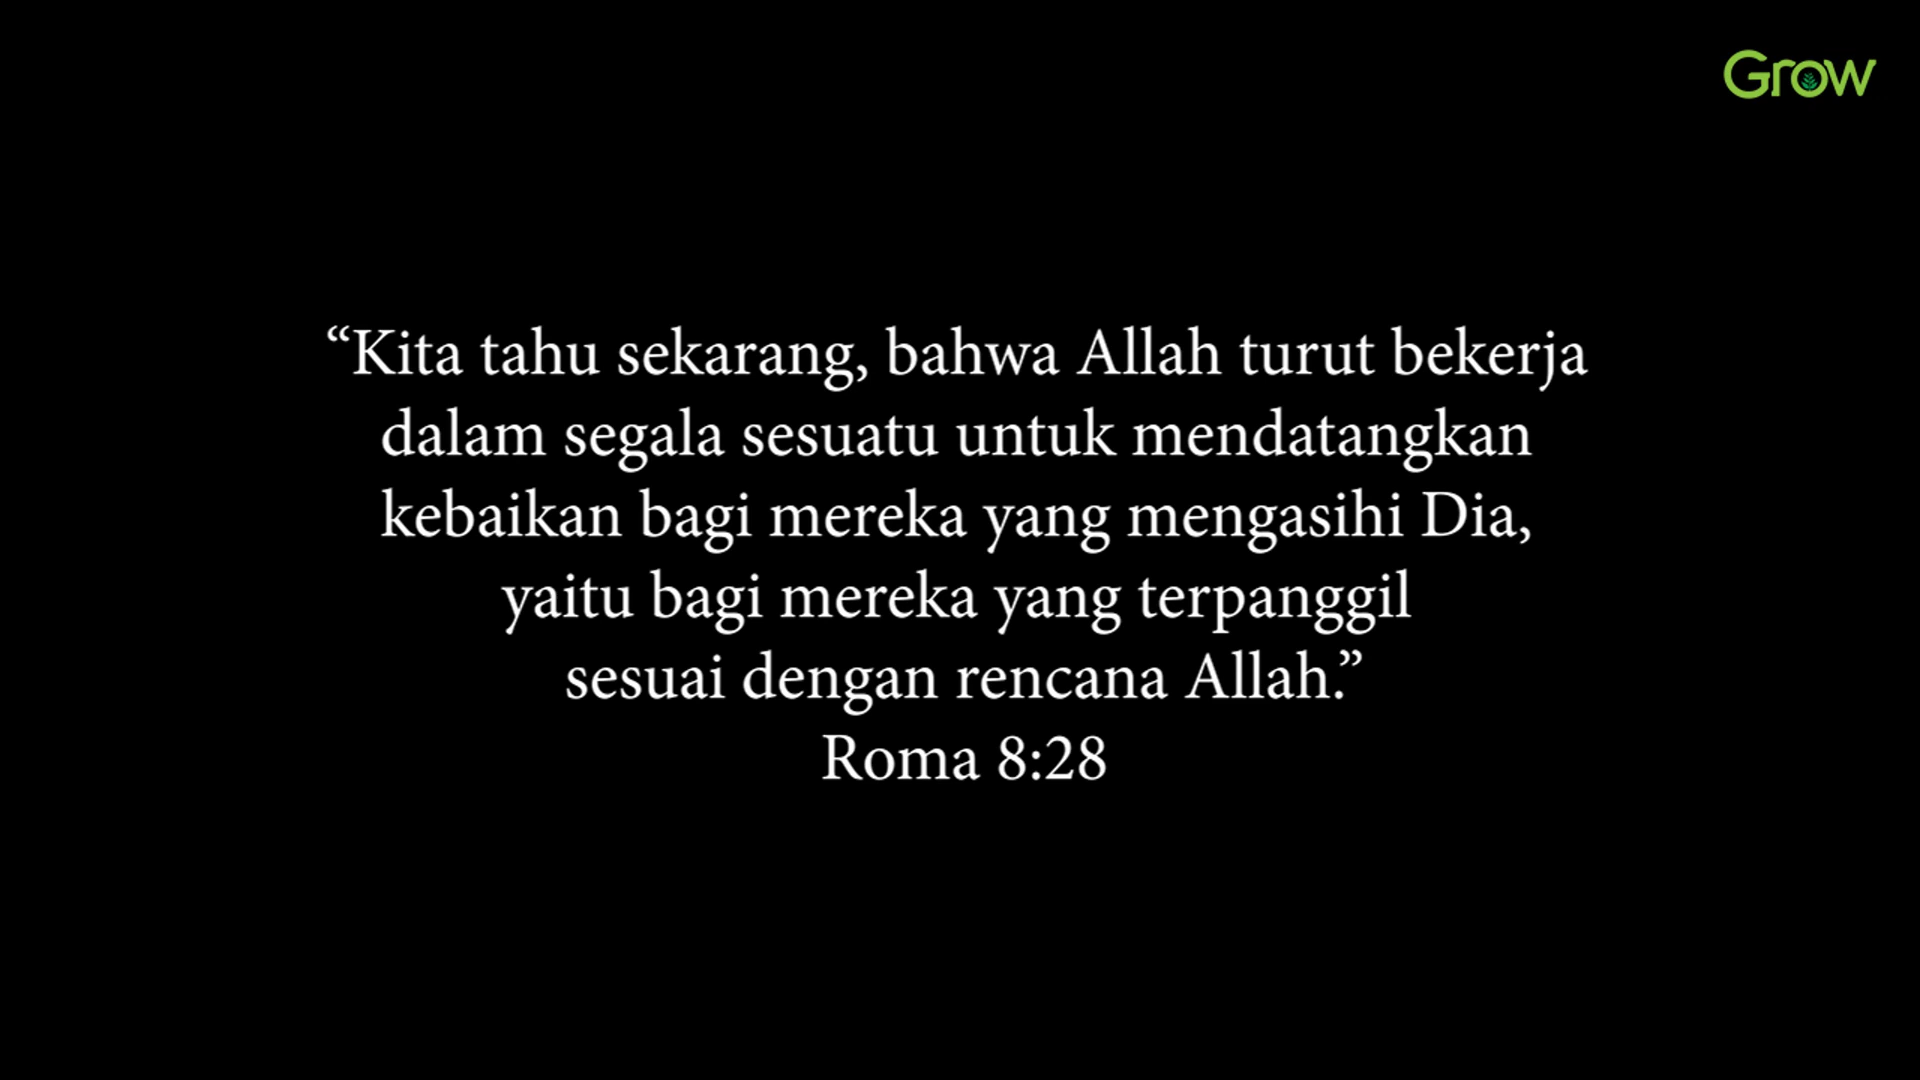 Grow
“Kita tahu sekarang, bahwa Allah turut bekerja
dalam segala sesuatu untuk mendatangkan
kebaikan bagi mereka yang mengasihi Dia,
yaitu bagi mereka yang terpanggil
sesuai dengan rencana Allah.”
Roma 8:28